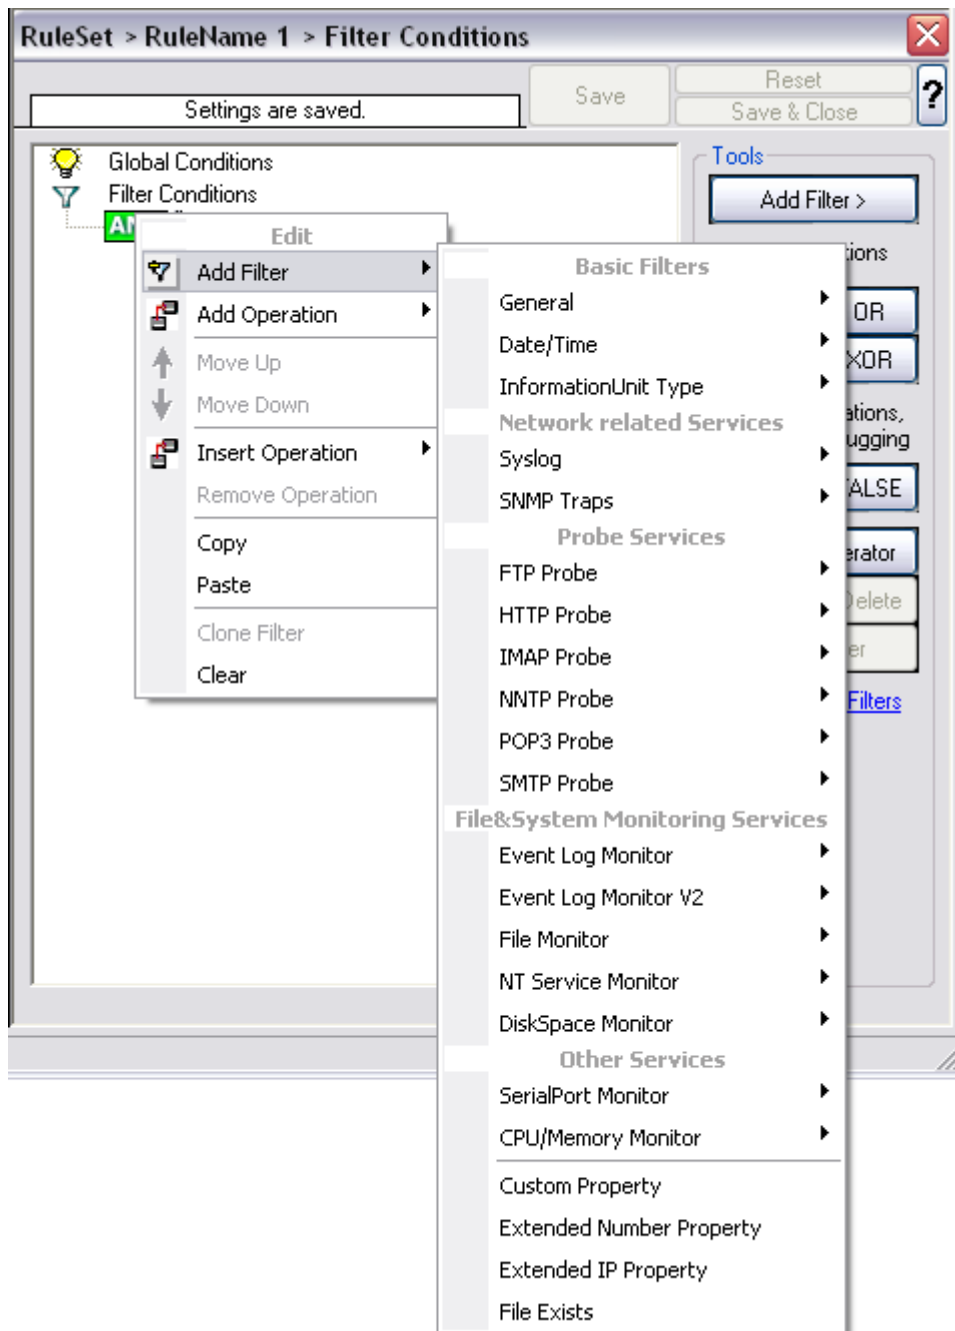 RuleSet > RuleName 1 > Filter Conditions
Settings are saved.
Save
Reset
Save & Close
?
Global Conditions
Filter Conditions
Tools
Add Filter >
OR
XOR
Edit
Add Filter
Add Operation
Move Up
Move Down
Insert Operation
Remove Operation
Copy
Paste
Clone Filter
Clear
Basic Filters
General
Date/Time
InformationUnit Type
Network related Services
Syslog
SNMP Traps
Probe Services
FTP Probe
HTTP Probe
IMAP Probe
NNTP Probe
POP3 Probe
SMTP Probe
File&System Monitoring Services
Event Log Monitor
Event Log Monitor V2
File Monitor
NT Service Monitor
DiskSpace Monitor
Other Services
SerialPort Monitor
CPU/Memory Monitor
Custom Property
Extended Number Property
Extended IP Property
File Exists
Delete
Filters